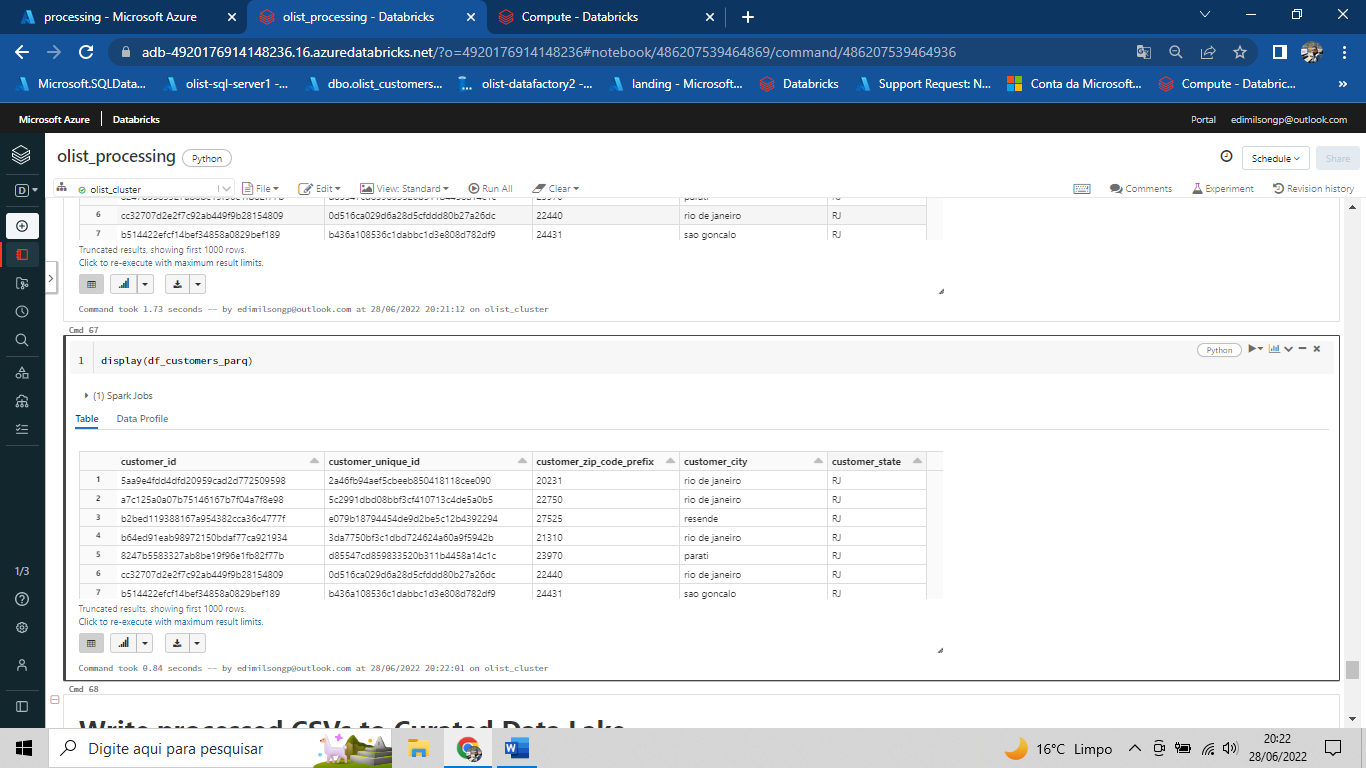 processing - Microsoft Azure
olist_processing - Databricks
Compute - Databricks
adb-4920176914148236.16.azuredatabricks.net/?o=4920176914148236#notebook/486207539464869/command/486207539464936
Microsoft.SQLData...
olist-sql-server1 -...
dbo.olist_customers...
olist-datafactory2 -...
landing - Microsoft...
Databricks
Support Request: N...
Conta da Microsoft...
Compute - Databric...
Microsoft Azure
Databricks
Portal
edimilsongp@outlook.com
olist_processing
Python
Schedule
Share
D
olist_cluster
File
Edit
View: Standard
Run All
Clear
Comments
Experiment
Revision history
6 cc32707d2e2f7c92ab449f9b28154809 0d516ca029d6a28d5cfddd80b27a26dc 22440 rio de janeiro RJ
7 b514422efcf14bef34858a0829bef189 b436a108536c1dabbc1d3e808d782df9 24431 sao goncalo RJ
Truncated results, showing first 1000 rows.
Click to re-execute with maximum result limits.
Command took 1.73 seconds -- by edimilsongp@outlook.com at 28/06/2022 20:21:12 on olist_cluster
Cmd 67
Python
1 display(df_customers_parq)
(1) Spark Jobs
Table
Data Profile
customer_id customer_unique_id customer_zip_code_prefix customer_city customer_state
1 5aa9e4fdd4dfd20959cad2d772509598 2a46fb94aef5cbeeb850418118cee090 20231 rio de janeiro RJ
2 a7c125a0a07b75146167b7f04a7f8e98 5c2991dbd08bbf3cf410713c4de5a0b5 22750 rio de janeiro RJ
3 b2bed119388167a954382cca36c4777f e079b18794454de9d2be5c12b4392294 27525 resende RJ
4 b64ed91eab98972150bdaf77ca921934 3da7750bf3c1dbd724624a60a9f5942b 21310 rio de janeiro RJ
5 8247b5583327ab8be19f96e1fb82f77b d85547cd859833520b311b4458a14c1c 23970 parati RJ
6 cc32707d2e2f7c92ab449f9b28154809 0d516ca029d6a28d5cfddd80b27a26dc 22440 rio de janeiro RJ
7 b514422efcf14bef34858a0829bef189 b436a108536c1dabbc1d3e808d782df9 24431 sao goncalo RJ
Truncated results, showing first 1000 rows.
Click to re-execute with maximum result limits.
Command took 0.84 seconds -- by edimilsongp@outlook.com at 28/06/2022 20:22:01 on olist_cluster
Cmd 68
Write processed CSVs to Curated Data Lake
1/3
Digite aqui para pesquisar
16°C Limpo
20:22
28/06/2022